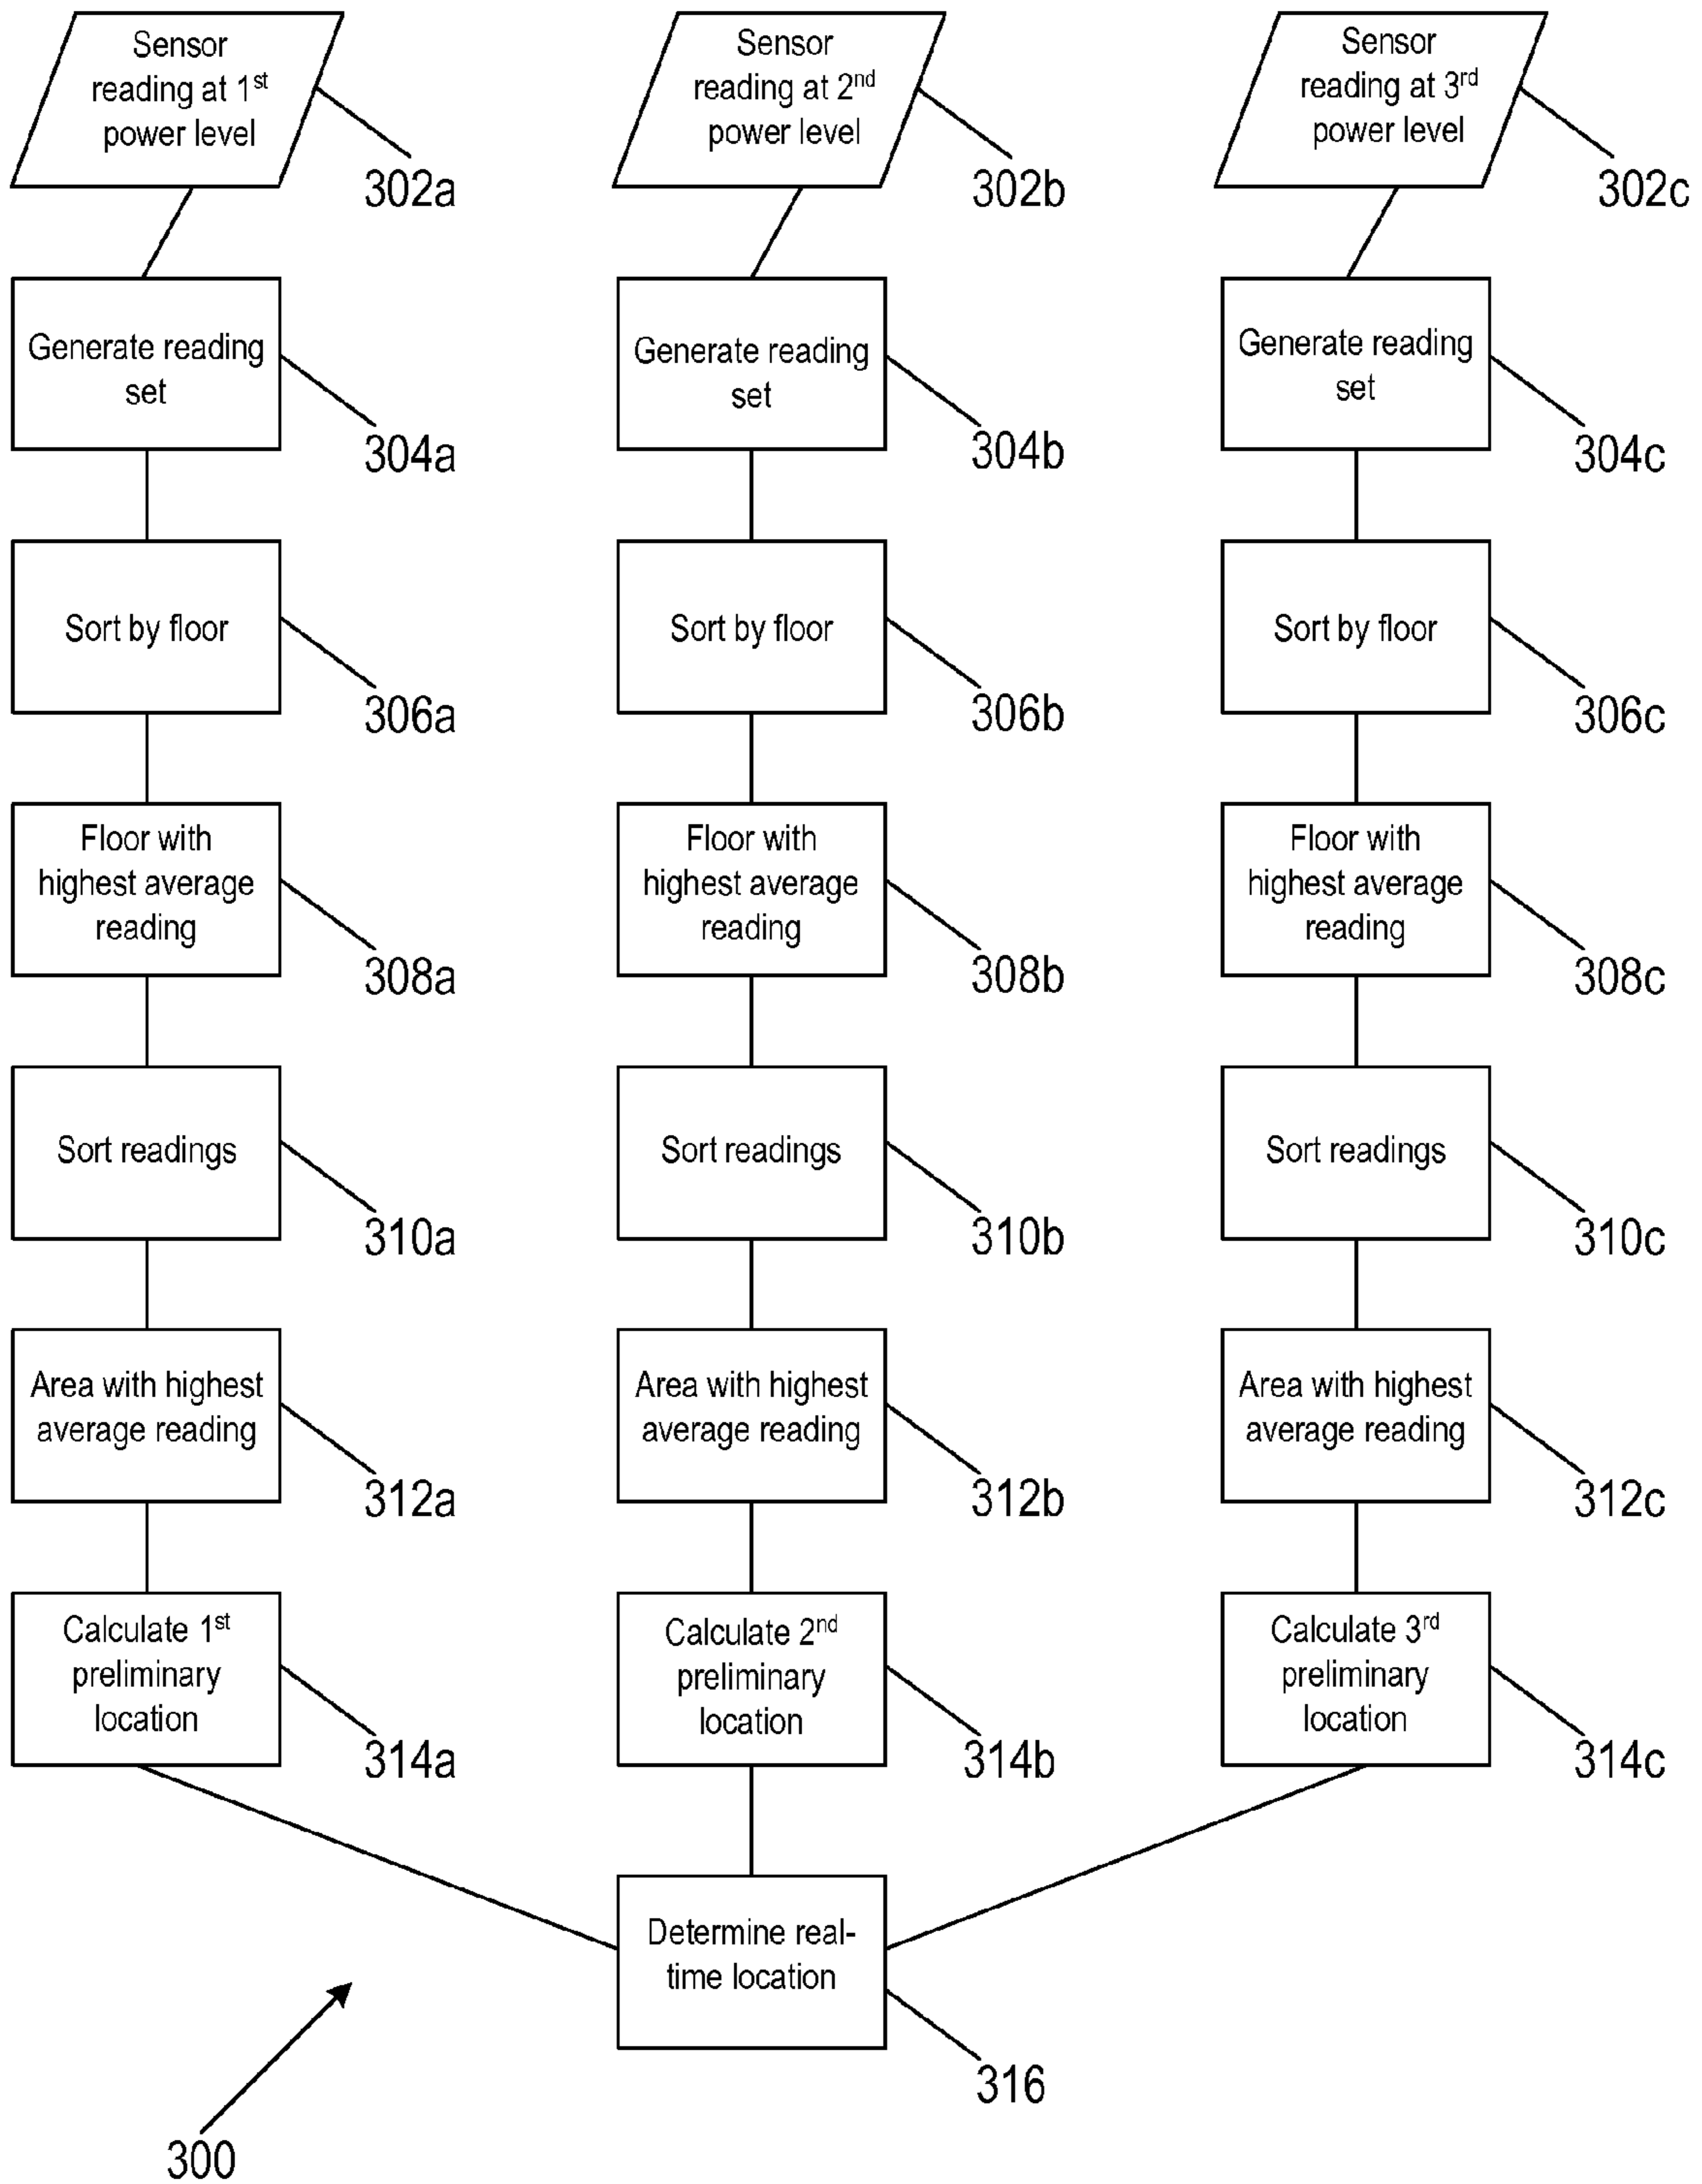 Sensor
reading at 1st
power level
302a
Sensor
reading at 2nd
power level
302b
Sensor
reading at 3rd
power level
302c
Generate reading
set
304a
Generate reading
set
304b
Generate reading
set
304c
Sort by floor
306a
Sort by floor
306b
Sort by floor
306c
Floor with
highest average
reading
308a
Floor with
highest average
reading
308b
Floor with
highest average
reading
308c
Sort readings
310a
Sort readings
310b
Sort readings
310c
Area with highest
average reading
312a
Area with highest
average reading
312b
Area with highest
average reading
312c
Calculate 1st
preliminary
location
314a
Calculate 2nd
preliminary
location
314b
Calculate 3rd
preliminary
location
314c
Determine real-
time location
316
300